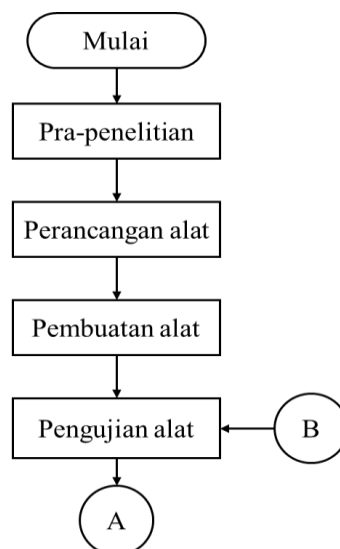 Mulai
Pra-penelitian
Perancangan alat
Pembuatan alat
Pengujian alat
B
A